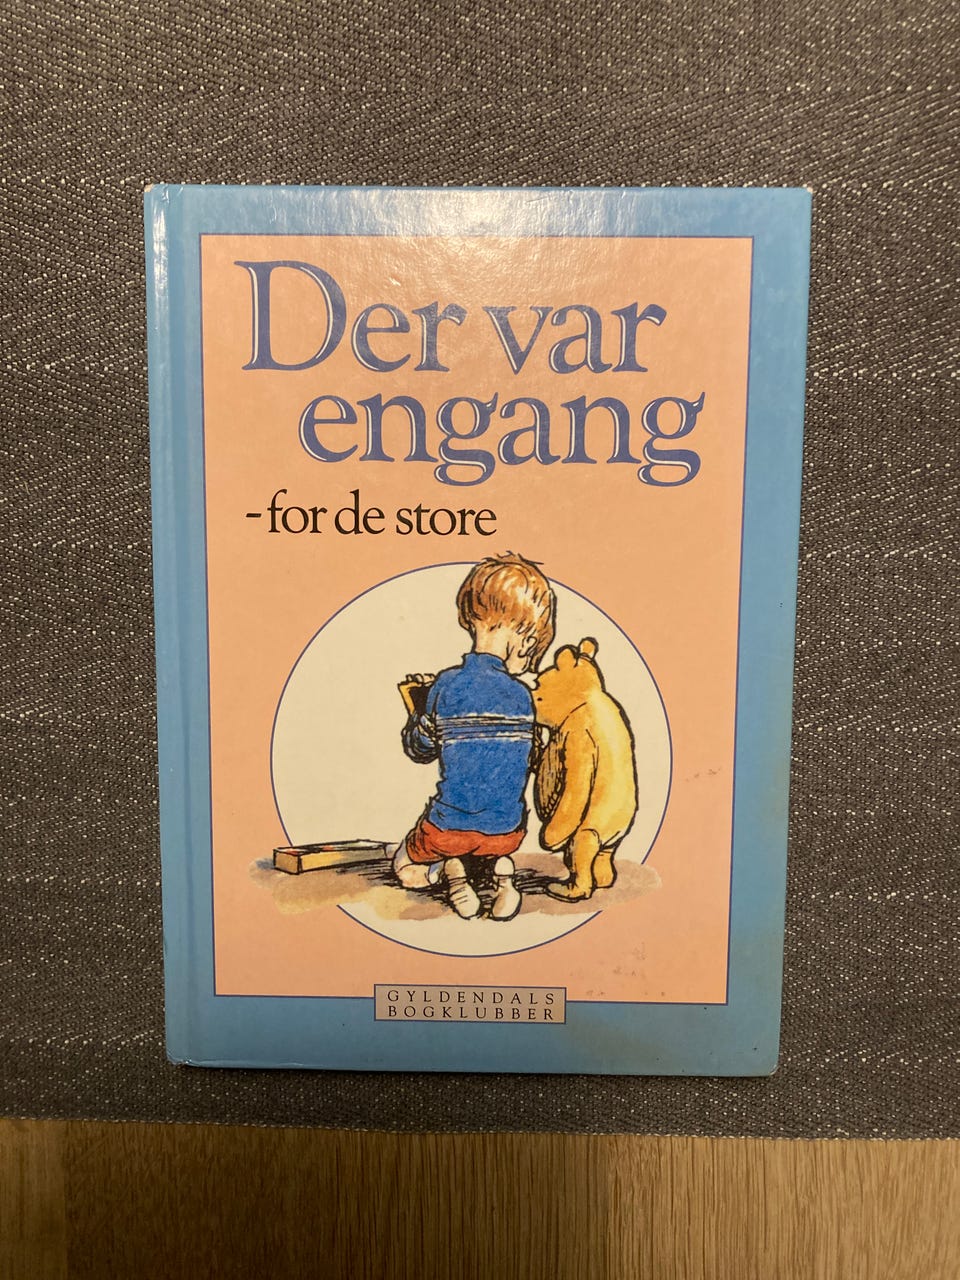 Der var
engang
-for de store
GYLDENDALS
BOGKLUBBER